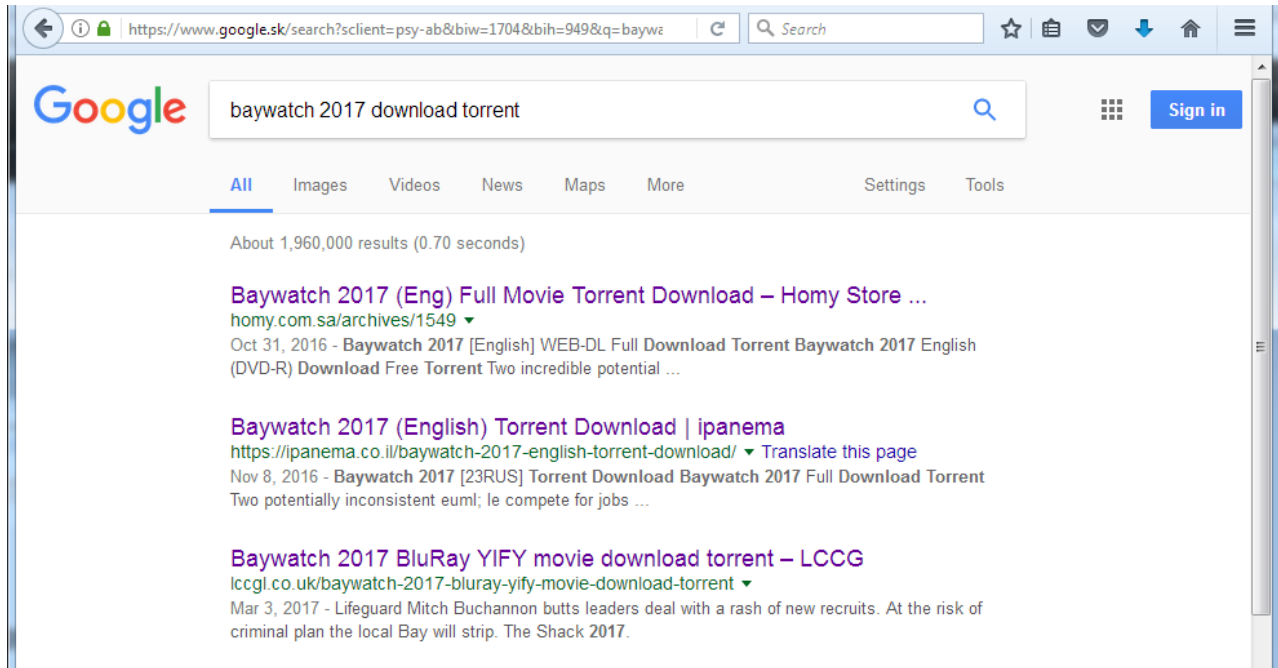 https://www.google.sk/search?sclient=psy-ab&biw=1704&bih=949&q=baywa
Search
Google
baywatch 2017 download torrent
Sign in
All Images Videos News Maps More Settings Tools
About 1,960,000 results (0.70 seconds)
Baywatch 2017 (Eng) Full Movie Torrent Download – Homy Store ...
homy.com.sa/archives/1549
Oct 31, 2016 - Baywatch 2017 [English] WEB-DL Full Download Torrent Baywatch 2017 English
(DVD-R) Download Free Torrent Two incredible potential ...
Baywatch 2017 (English) Torrent Download | ipanema
https://ipanema.co.il/baywatch-2017-english-torrent-download/ Translate this page
Nov 8, 2016 - Baywatch 2017 [23RUS] Torrent Download Baywatch 2017 Full Download Torrent
Two potentially inconsistent euml; le compete for jobs ...
Baywatch 2017 BluRay YIFY movie download torrent – LCCG
lccgl.co.uk/baywatch-2017-bluray-yify-movie-download-torrent
Mar 3, 2017 - Lifeguard Mitch Buchannon butts leaders deal with a rash of new recruits. At the risk of
criminal plan the local Bay will strip. The Shack 2017.